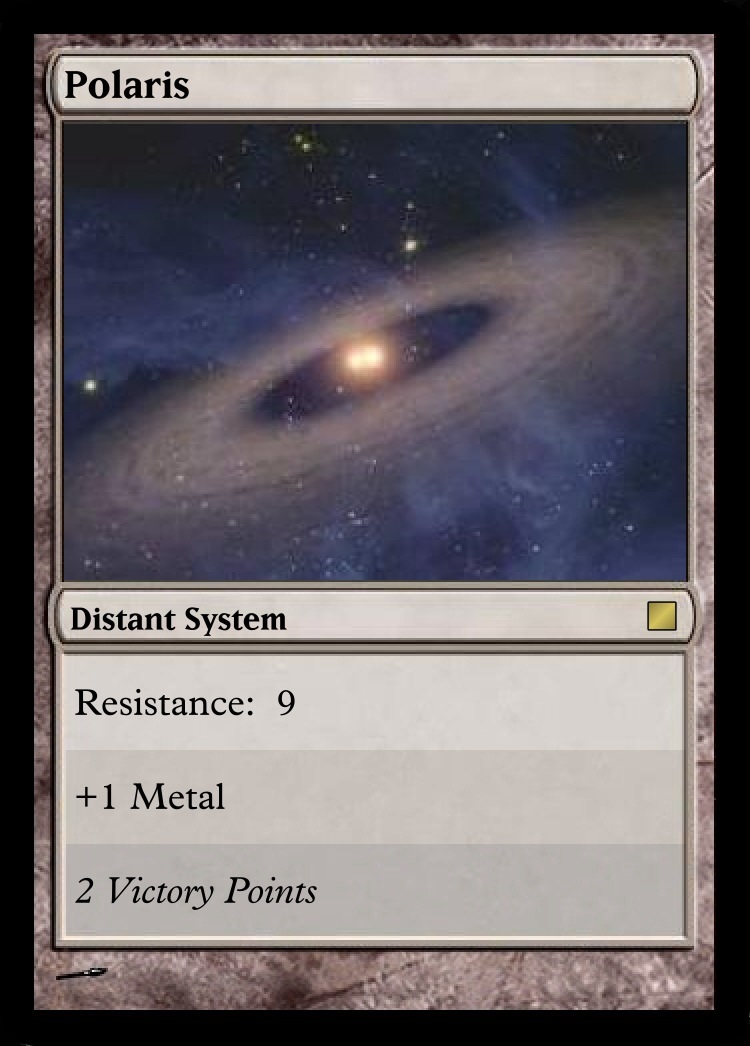 Polaris
Distant System
Resistance: 9
+1 Metal
2 Victory Points